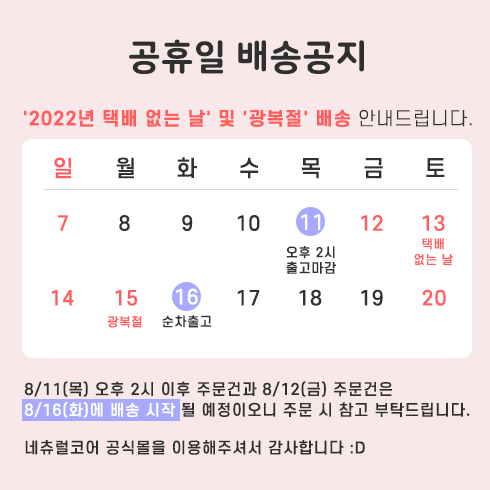 공휴일 배송공지
'2022년 택배 없는 날' 및 '광복절' 배송 안내드립니다.
일 월 화 수 목 금 토
7 8 9 10 11 12 13
오후 2시
출고마감
택배
없는 날
14 15 16 17 18 19 20
광복절 순차출고
8/11(목) 오후 2시 이후 주문건과 8/12(금) 주문건은
8/16(화)에 배송 시작 될 예정이오니 주문 시 참고 부탁드립니다.
네츄럴코어 공식몰을 이용해주셔서 감사합니다 :D